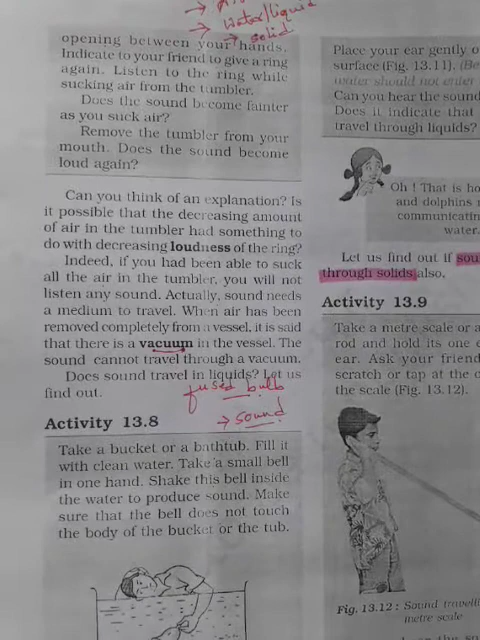 → water/liquid
→ solid
opening between your hands.
Indicate to your friend to give a ring
again. Listen to the ring while
sucking air from the tumbler.
Does the sound become fainter
as you suck air?
Remove the tumbler from your
mouth. Does the sound become
loud again?
Can you think of an explanation? Is
it possible that the decreasing amount
of air in the tumbler had something to
do with decreasing loudness of the ring?
Indeed, if you had been able to suck
all the air in the tumbler, you will not
listen any sound. Actually, sound needs
a medium to travel. When air has been
removed completely from a vessel, it is said
that there is a vacuum in the vessel. The
sound cannot travel through a vacuum.
Does sound travel in liquids? Let us
find out.
fused bulb
→ sound
Activity 13.8
Take a bucket or a bathtub. Fill it
with clean water. Take a small bell
in one hand. Shake this bell inside
the water to produce sound. Make
sure that the bell does not touch
the body of the bucket or the tub.
Place your ear gently o
surface (Fig. 13.11). (Be
water should not enter
Can you hear the sound
Does it indicate that
travel through liquids?
Oh ! That is ho
and dolphins
communicatin
water.
Let us find out if sou
through solids also.
Activity 13.9
Take a metre scale or a
rod and hold its one e
ear. Ask your friend
scratch or tap at the c
the scale (Fig. 13.12).
Fig. 13.12 : Sound travelli
metre scale